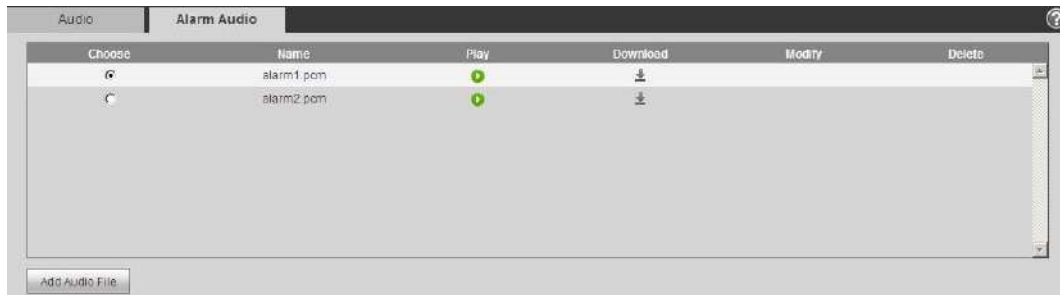 Audio Alarm Audio
Choose Name Play Download Modify Delete
alarm1.pcm
alarm2.pcm
Add Audio File